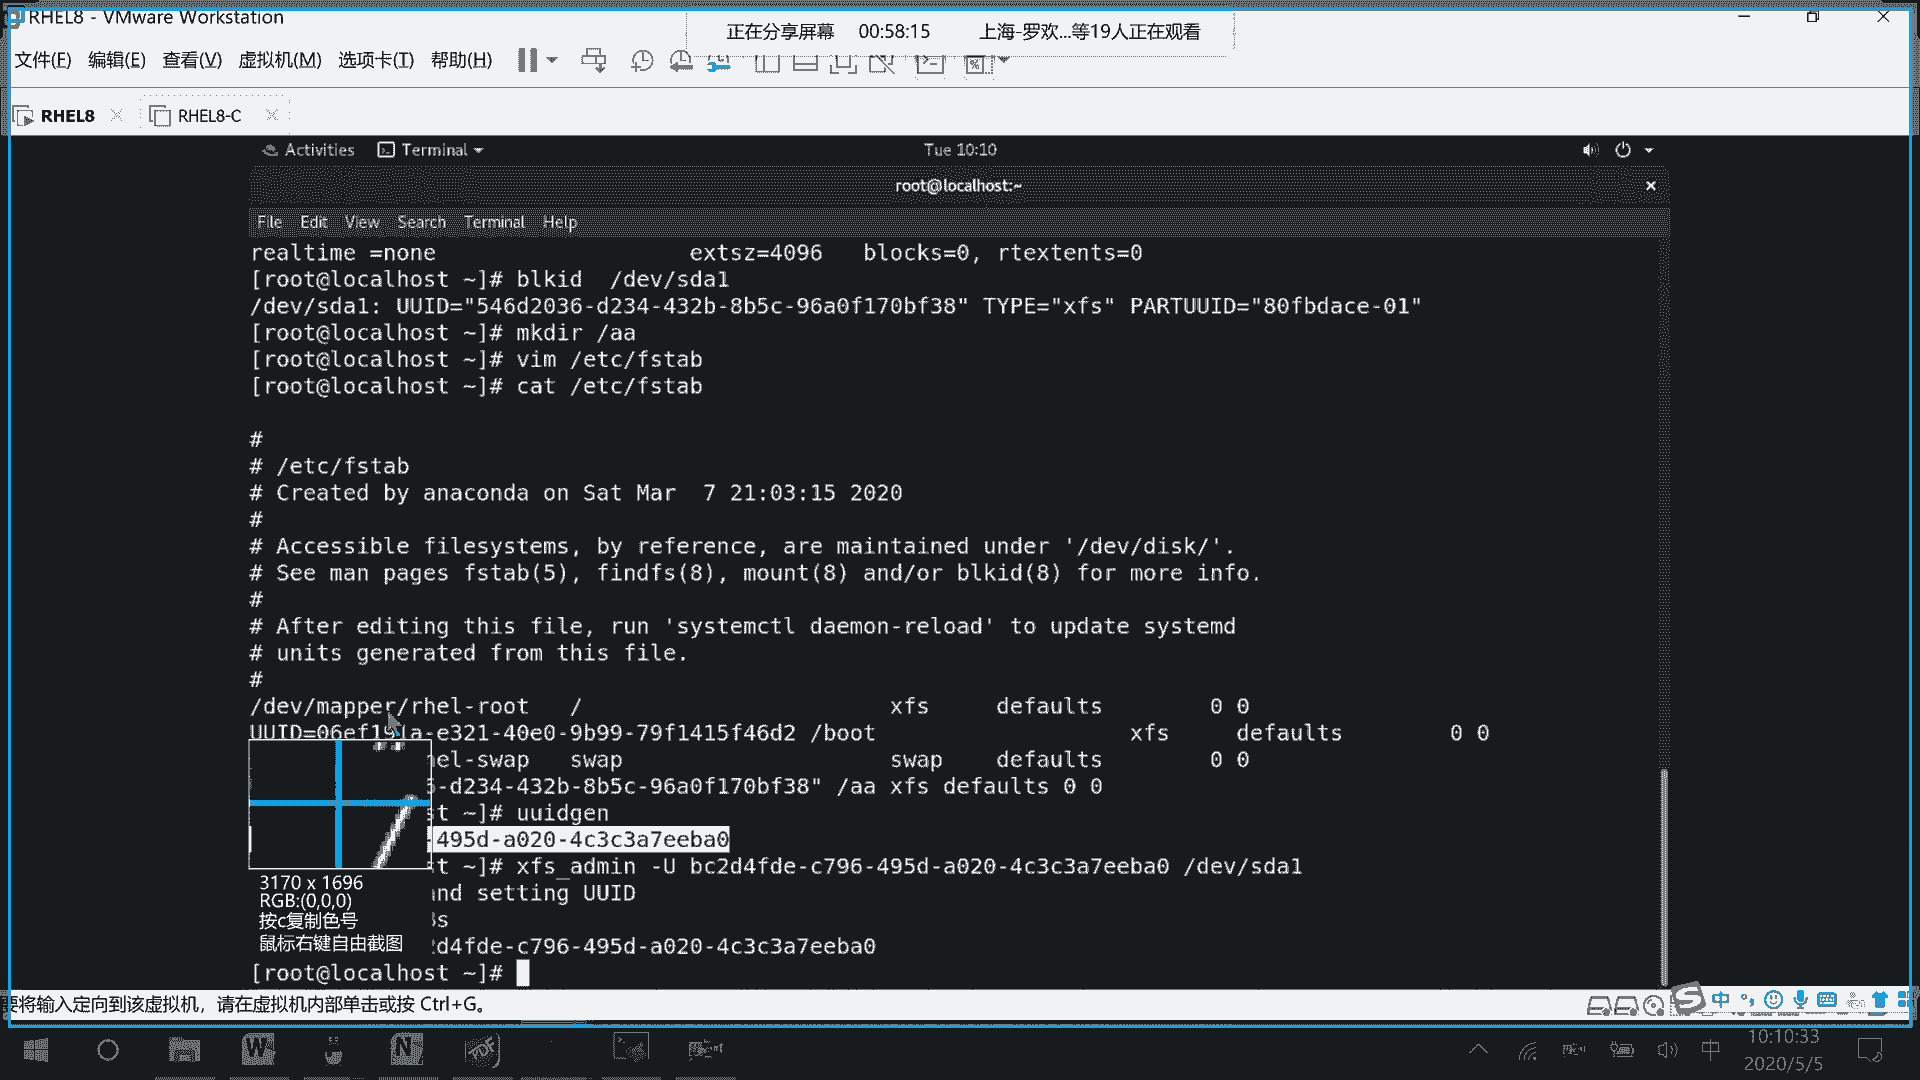 RHEL8 - VMware Workstation
正在分享屏幕 00:58:15 上海-罗欢...等19人正在观看
文件(F) 编辑(E) 查看(V) 虚拟机(M) 选项卡(T) 帮助(H)
RHEL8 RHEL8-C
Activities Terminal Tue 10:10
root@localhost:~
File Edit View Search Terminal Help
realtime =none extsz=4096 blocks=0, rtextents=0
[root@localhost ~]# blkid /dev/sda1
/dev/sda1: UUID="546d2036-d234-432b-8b5c-96a0f170bf38" TYPE="xfs" PARTUUID="80fbdace-01"
[root@localhost ~]# mkdir /aa
[root@localhost ~]# vim /etc/fstab
[root@localhost ~]# cat /etc/fstab
#
# /etc/fstab
# Created by anaconda on Sat Mar 7 21:03:15 2020
#
# Accessible filesystems, by reference, are maintained under '/dev/disk/'.
# See man pages fstab(5), findfs(8), mount(8) and/or blkid(8) for more info.
#
# After editing this file, run 'systemctl daemon-reload' to update systemd
# units generated from this file.
#
/dev/mapper/rhel-root / xfs defaults 0 0
a-e321-40e0-9b99-79f1415f46d2 /boot xfs defaults 0 0
el-swap swap swap defaults 0 0
-d234-432b-8b5c-96a0f170bf38" /aa xfs defaults 0 0
st ~]# uuidgen
-495d-a020-4c3c3a7eeba0
t ~]# xfs_admin -U bc2d4fde-c796-495d-a020-4c3c3a7eeba0 /dev/sda1
nd setting UUID
s
d4fde-c796-495d-a020-4c3c3a7eeba0
[root@localhost ~]#
3170 x 1696
RGB:(0,0,0)
按c复制色号
鼠标右键自由截图
要将输入定向到该虚拟机，请在虚拟机内部单击或按 Ctrl+G。
中
中
10:10:33
2020/5/5